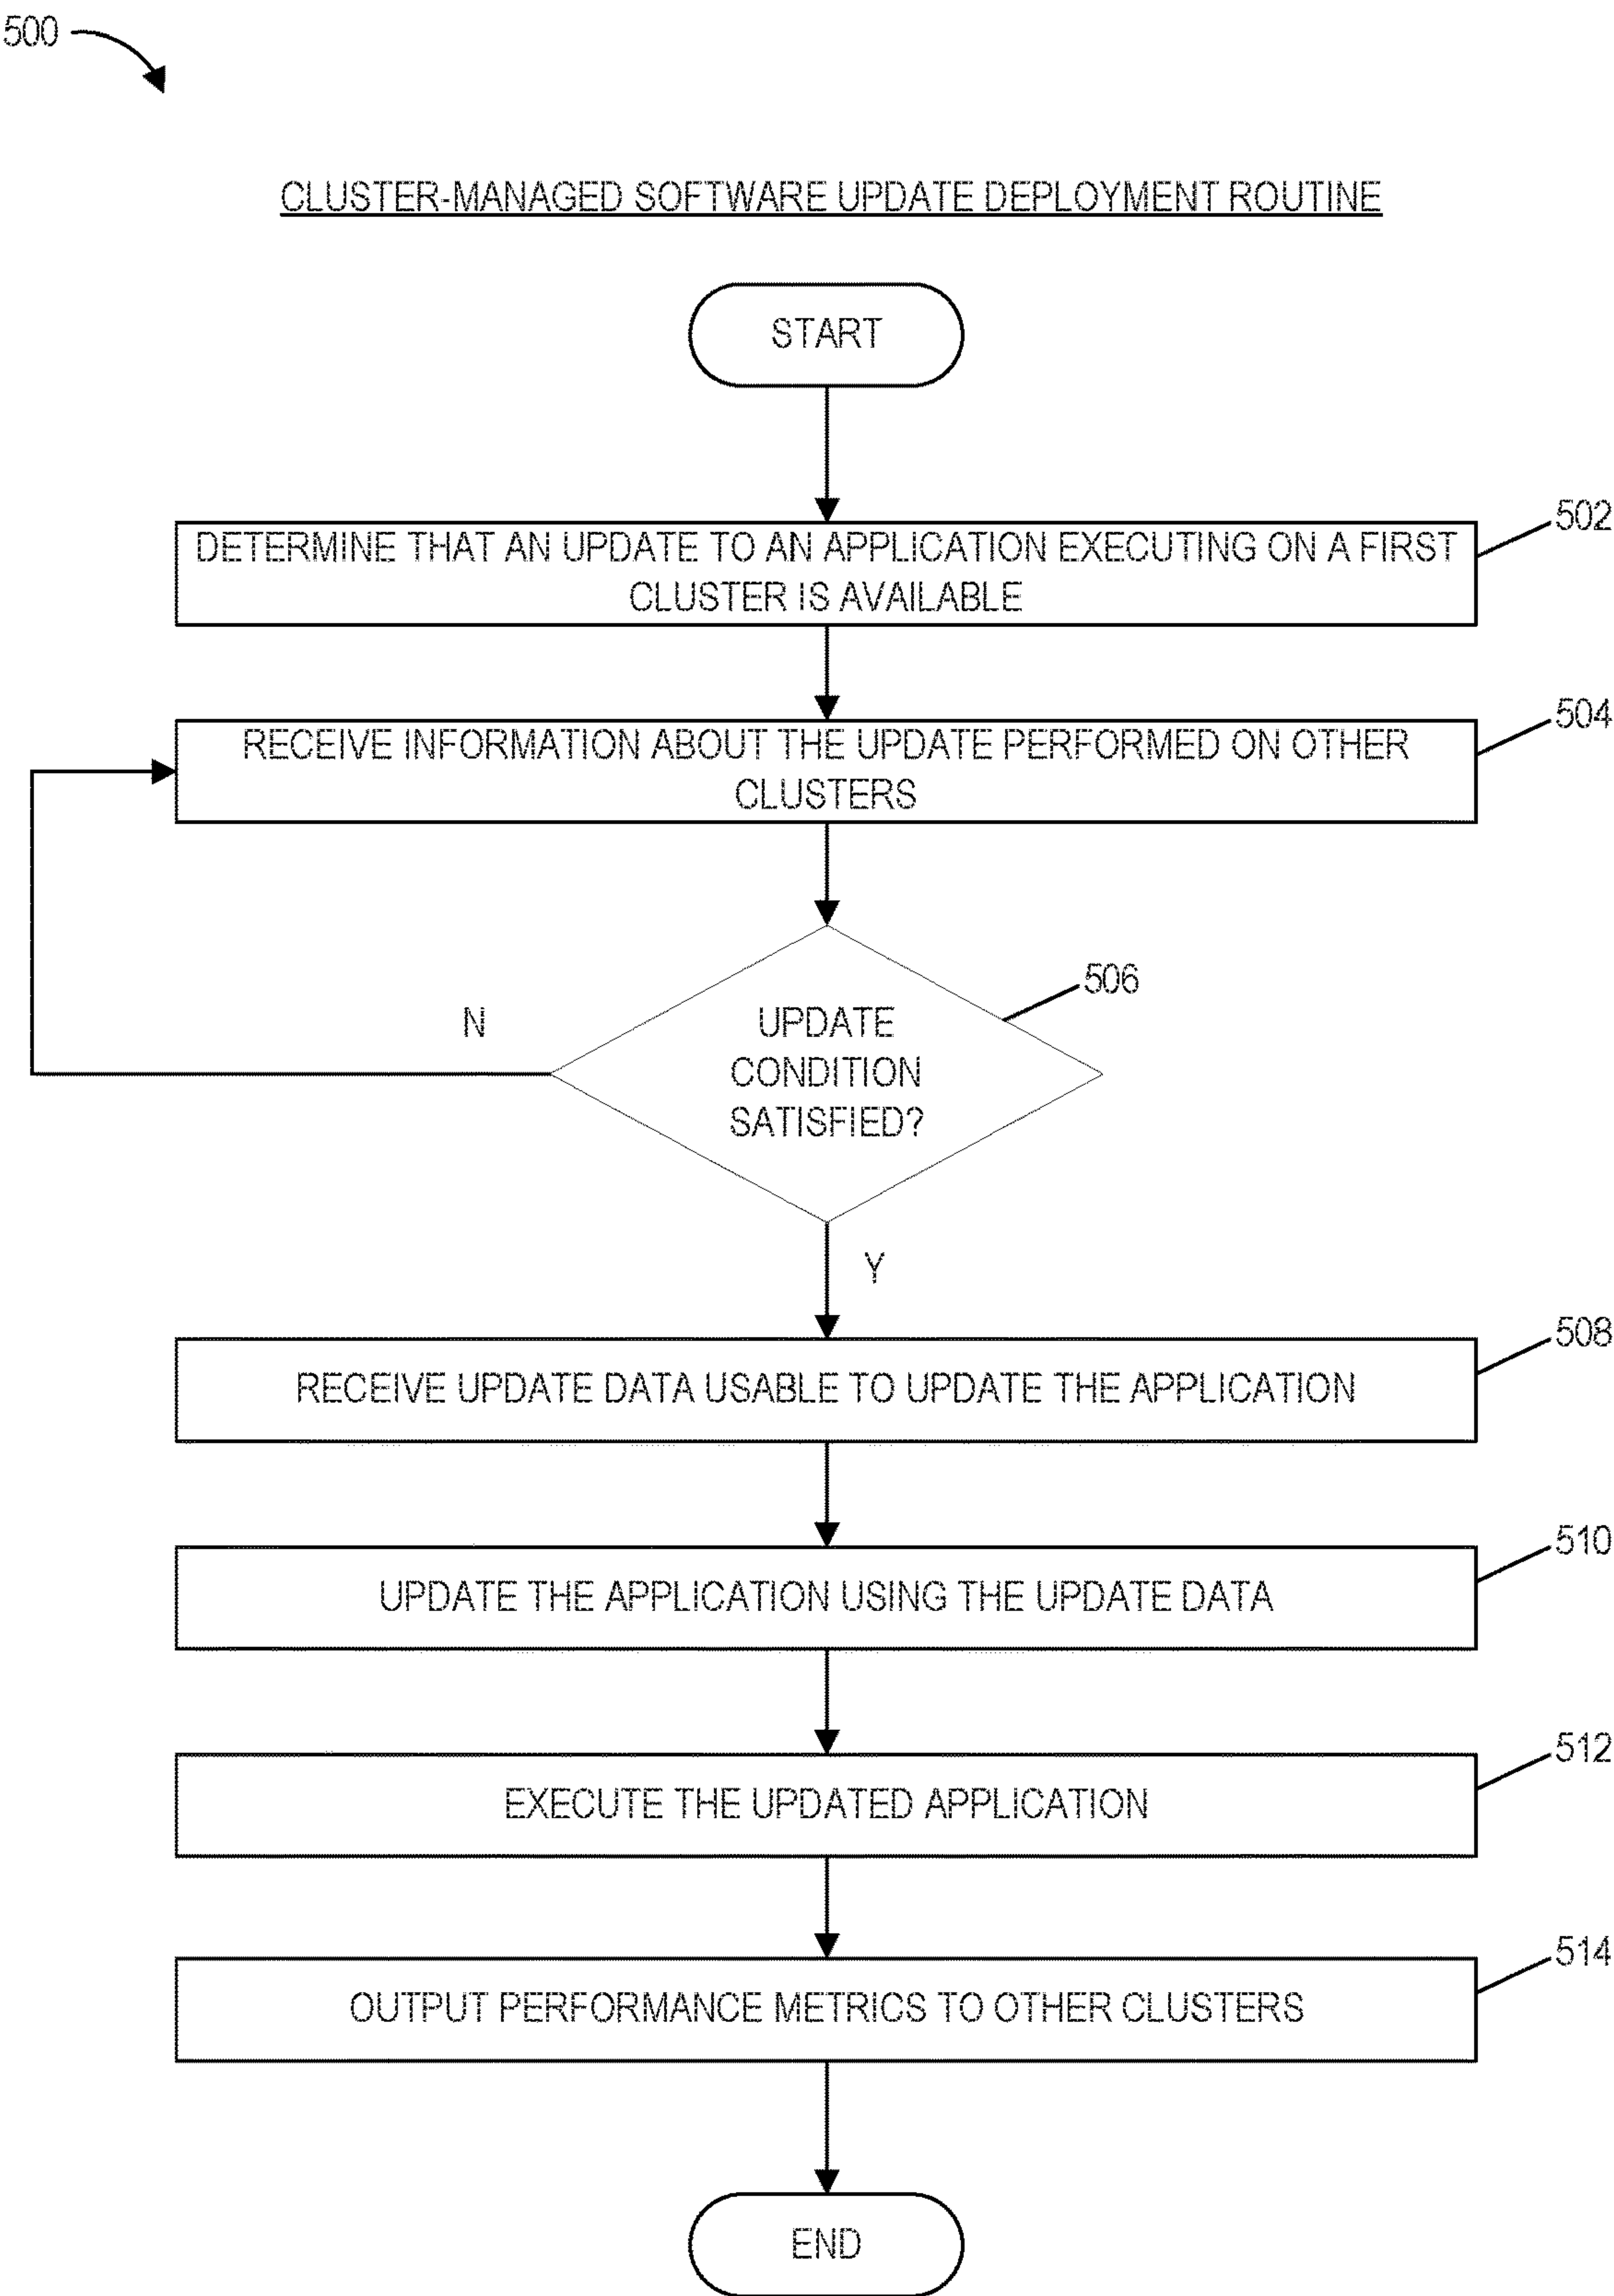 500
CLUSTER-MANAGED SOFTWARE UPDATE DEPLOYMENT ROUTINE
START
502
DETERMINE THAT AN UPDATE TO AN APPLICATION EXECUTING ON A FIRST
CLUSTER IS AVAILABLE
504
RECEIVE INFORMATION ABOUT THE UPDATE PERFORMED ON OTHER
CLUSTERS
506
N
UPDATE
CONDITION
SATISFIED?
Y
508
RECEIVE UPDATE DATA USABLE TO UPDATE THE APPLICATION
510
UPDATE THE APPLICATION USING THE UPDATE DATA
512
EXECUTE THE UPDATED APPLICATION
514
OUTPUT PERFORMANCE METRICS TO OTHER CLUSTERS
END